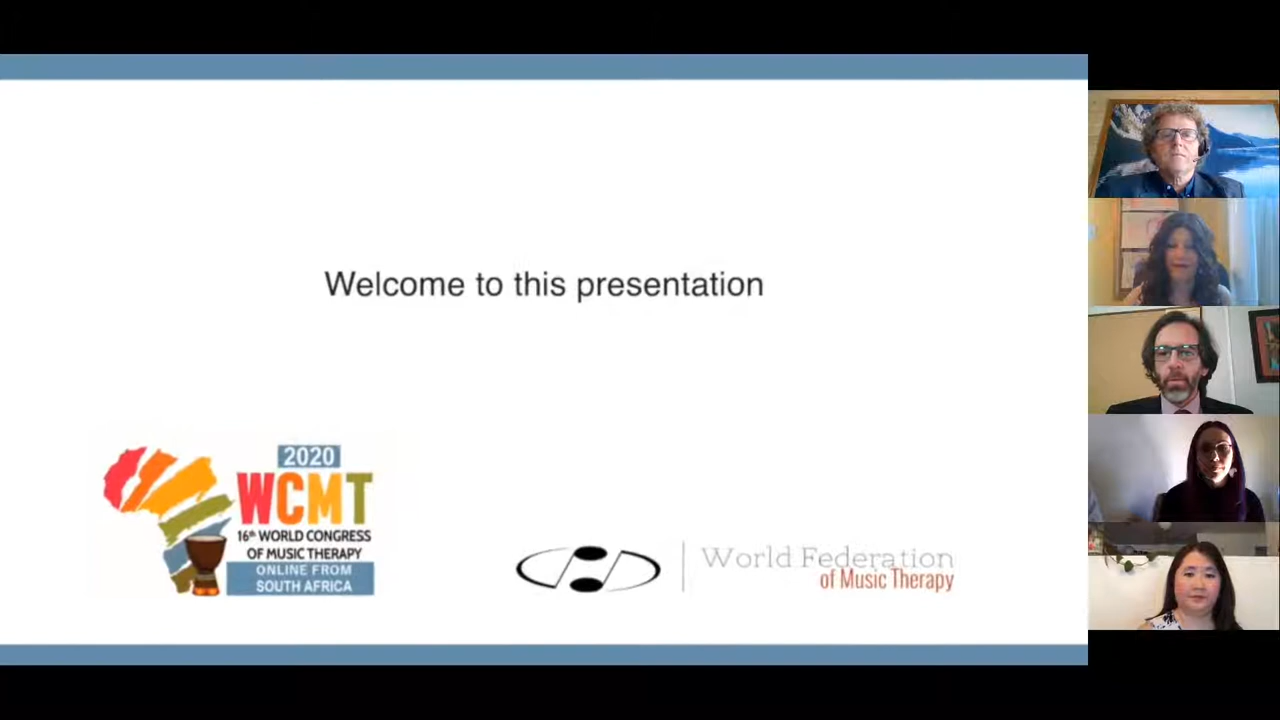 Welcome to this presentation
2020
WCMT
16th WORLD CONGRESS
OF MUSIC THERAPY
ONLINE FROM
SOUTH AFRICA
World Federation
of Music Therapy